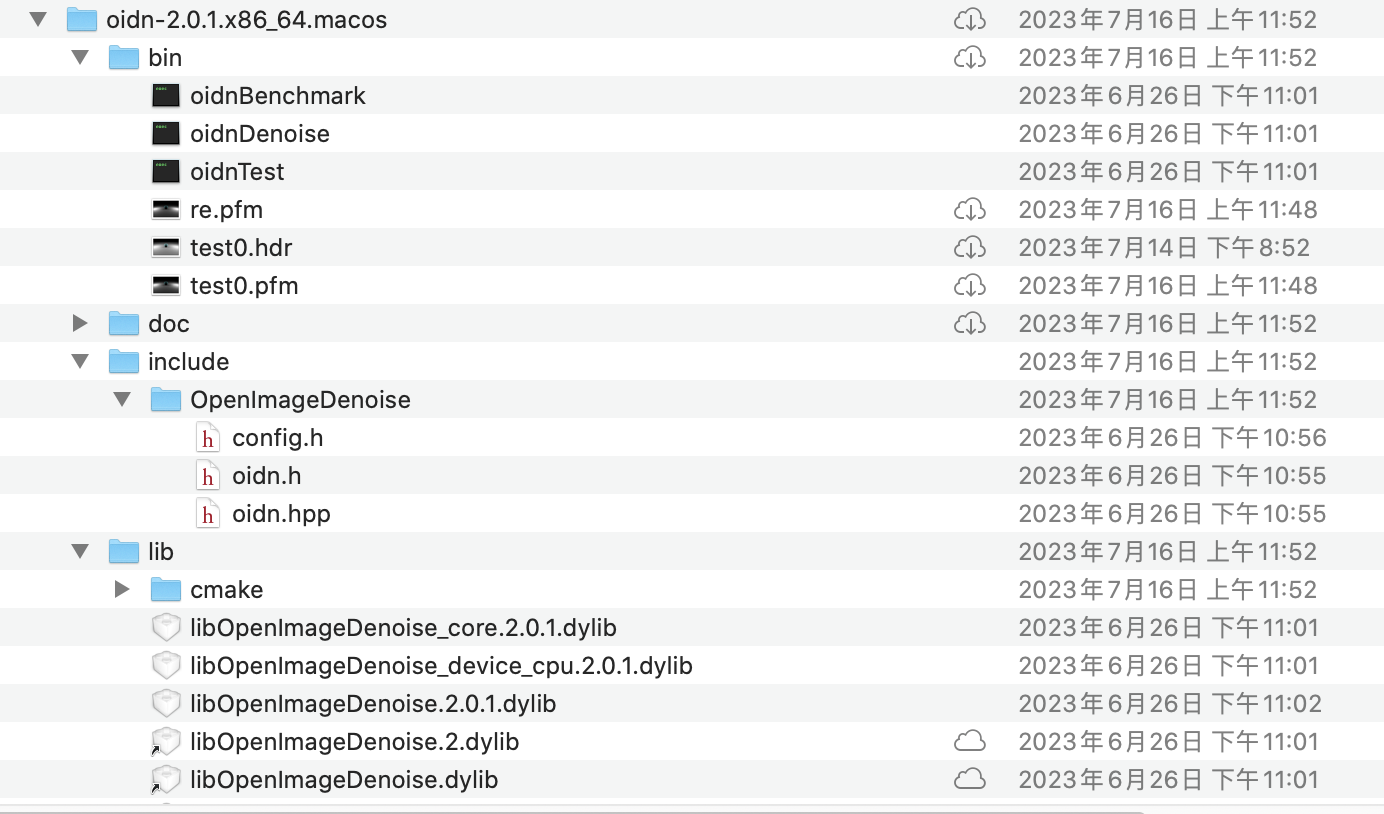 oidn-2.0.1.x86_64.macos 2023年7月16日 上午11:52
bin 2023年7月16日 上午11:52
oidnBenchmark 2023年6月26日 下午11:01
oidnDenoise 2023年6月26日 下午11:01
oidnTest 2023年6月26日 下午11:01
re.pfm 2023年7月16日 上午11:48
test0.hdr 2023年7月14日 下午8:52
test0.pfm 2023年7月16日 上午11:48
doc 2023年7月16日 上午11:52
include 2023年7月16日 上午11:52
OpenImageDenoise 2023年7月16日 上午11:52
config.h 2023年6月26日 下午10:56
oidn.h 2023年6月26日 下午10:55
oidn.hpp 2023年6月26日 下午10:55
lib 2023年7月16日 上午11:52
cmake 2023年7月16日 上午11:52
libOpenImageDenoise_core.2.0.1.dylib 2023年6月26日 下午11:01
libOpenImageDenoise_device_cpu.2.0.1.dylib 2023年6月26日 下午11:01
libOpenImageDenoise.2.0.1.dylib 2023年6月26日 下午11:02
libOpenImageDenoise.2.dylib 2023年6月26日 下午11:01
libOpenImageDenoise.dylib 2023年6月26日 下午11:01